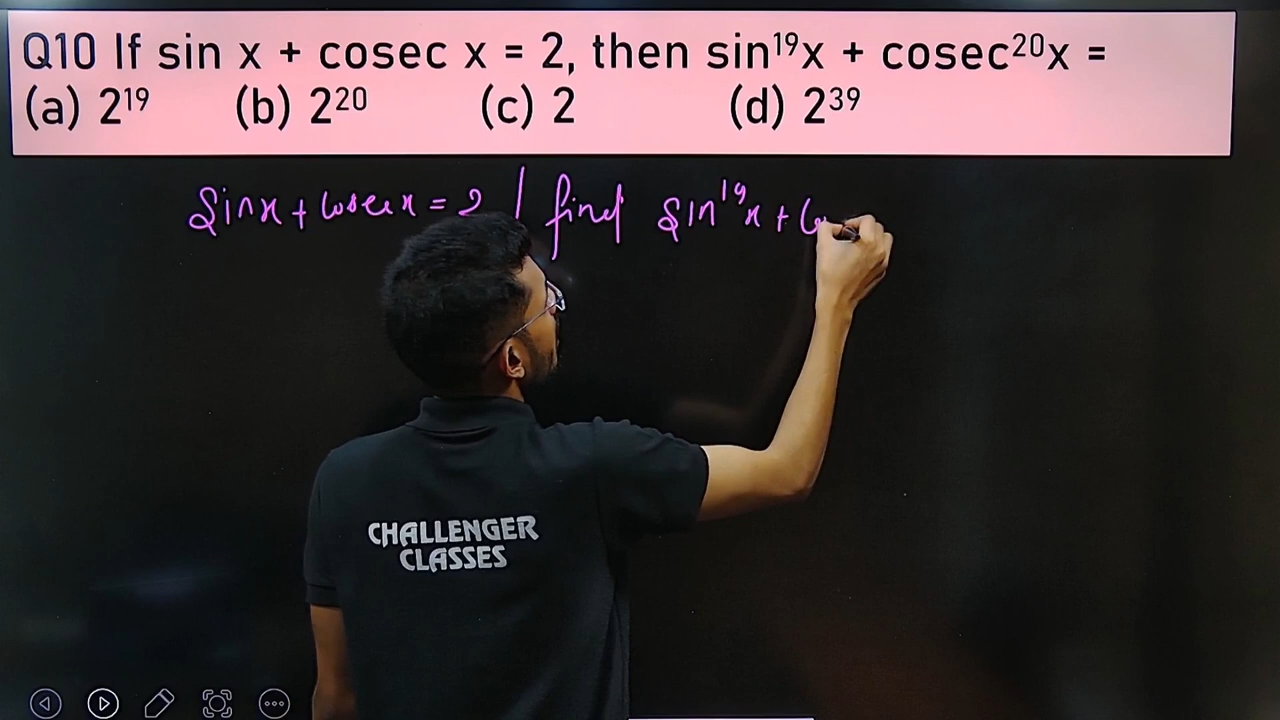 Q10 If sin x + cosec x = 2, then sin¹⁹x + cosec²⁰x =
(a) 2¹⁹ (b) 2²⁰ (c) 2 (d) 2³⁹
Sinx + Cosecx = 2 | find Sin¹⁹x + Co
CHALLENGER
CLASSES